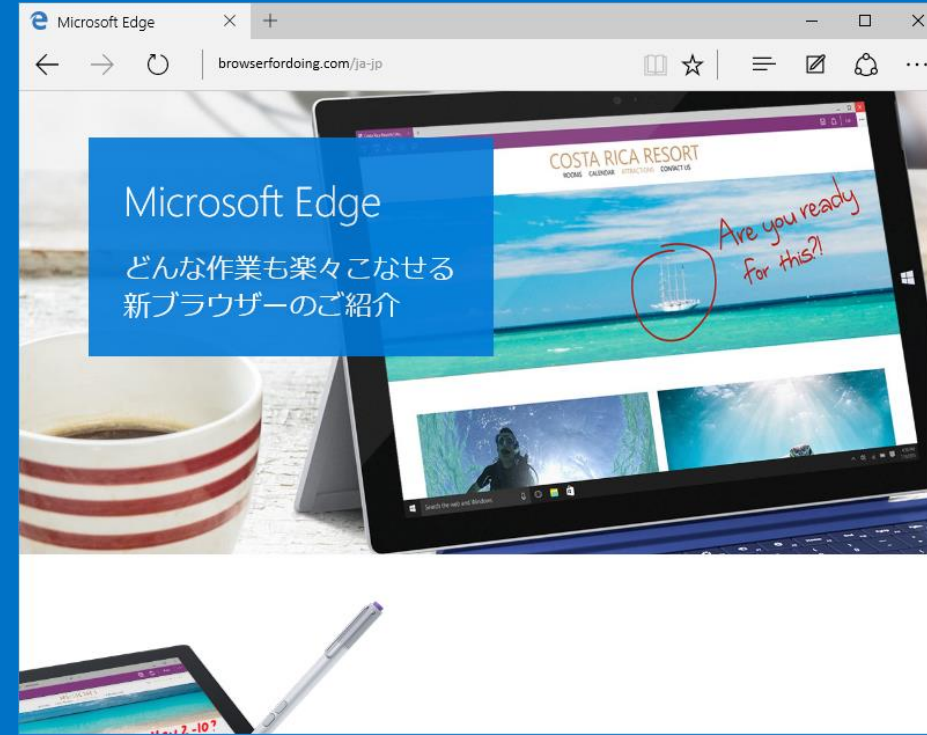 Microsoft Edge
browserfordoing.com/ja-jp
COSTA RICA RESORT
ROOMS CALENDAR ATTRACTIONS CONTACT US
Are you ready
for this?!
Microsoft Edge
どんな作業も楽々こなせる
新ブラウザーのご紹介
Search the web and Windows